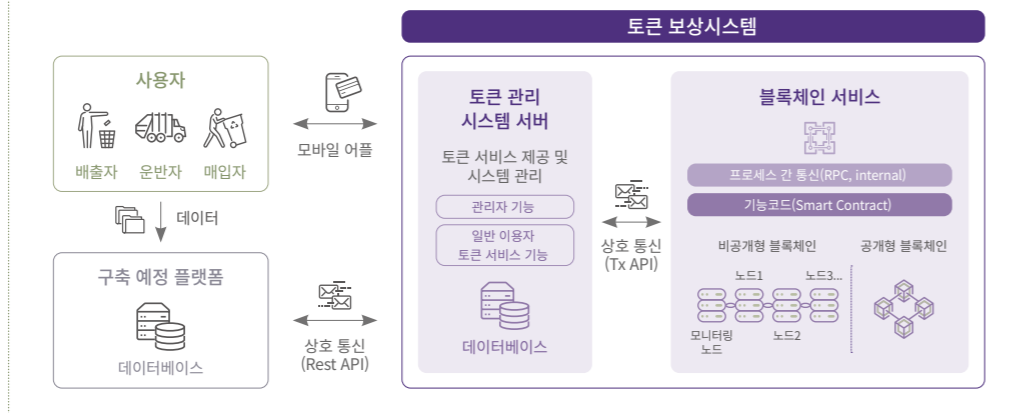 토큰 보상시스템
사용자
배출자
운반자
매입자
모바일 어플
데이터
구축 예정 플랫폼
데이터베이스
상호 통신
(Rest API)
토큰 관리
시스템 서버
토큰 서비스 제공 및
시스템 관리
관리자 기능
일반 이용자
토큰 서비스 기능
데이터베이스
상호 통신
(Tx API)
블록체인 서비스
프로세스 간 통신(RPC, internal)
기능코드(Smart Contract)
비공개형 블록체인
노드1
노드3...
모니터링
노드
노드2
공개형 블록체인